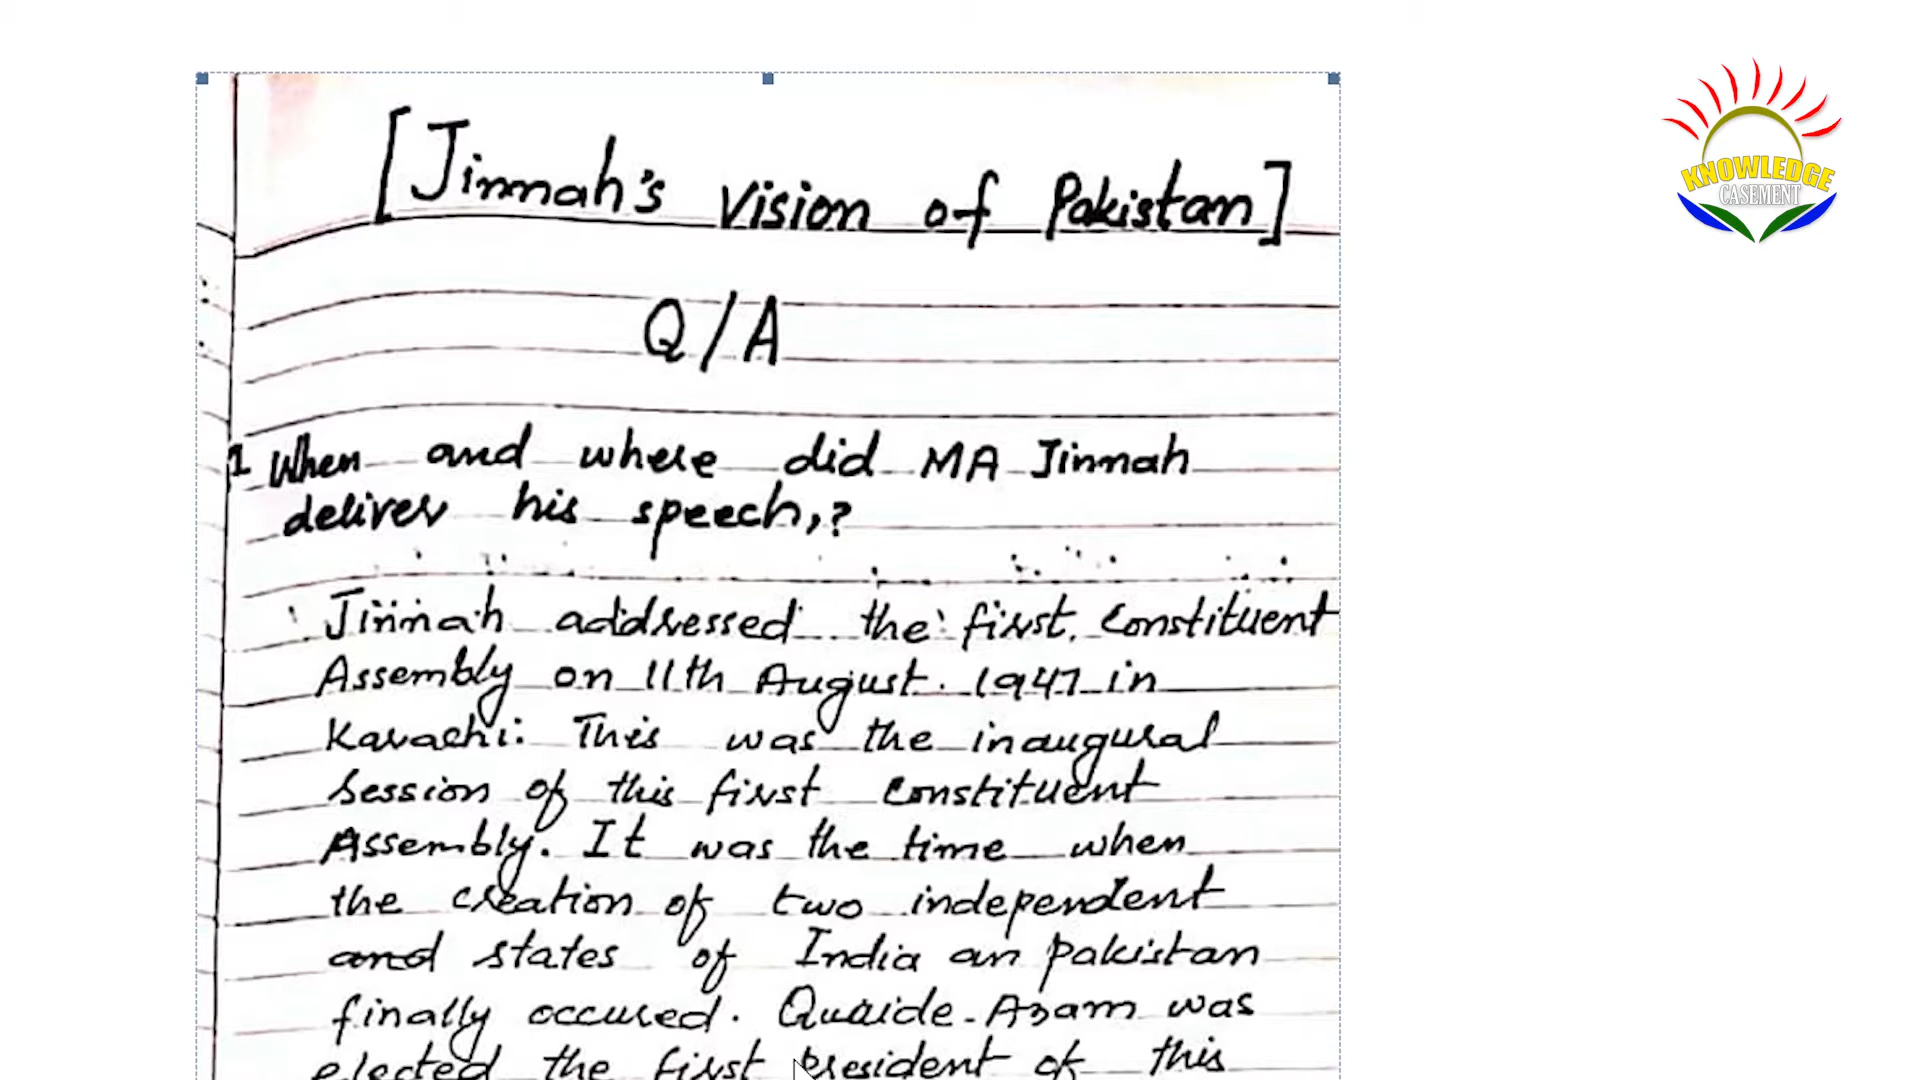 [Jinnah's Vision of Pakistan]
KNOWLEDGE
CASEMENT
Q/A
1 When and where did MA Jinnah
deliver his speech,?
Jinnah addressed the first Constituent
Assembly on 11th August. 1947 in
Karachi. This was the inaugural
session of this first Constituent
Assembly. It was the time when
the creation of two independent
and states of India an Pakistan
finally occured. Quaide-Azam was
elected the first president of this